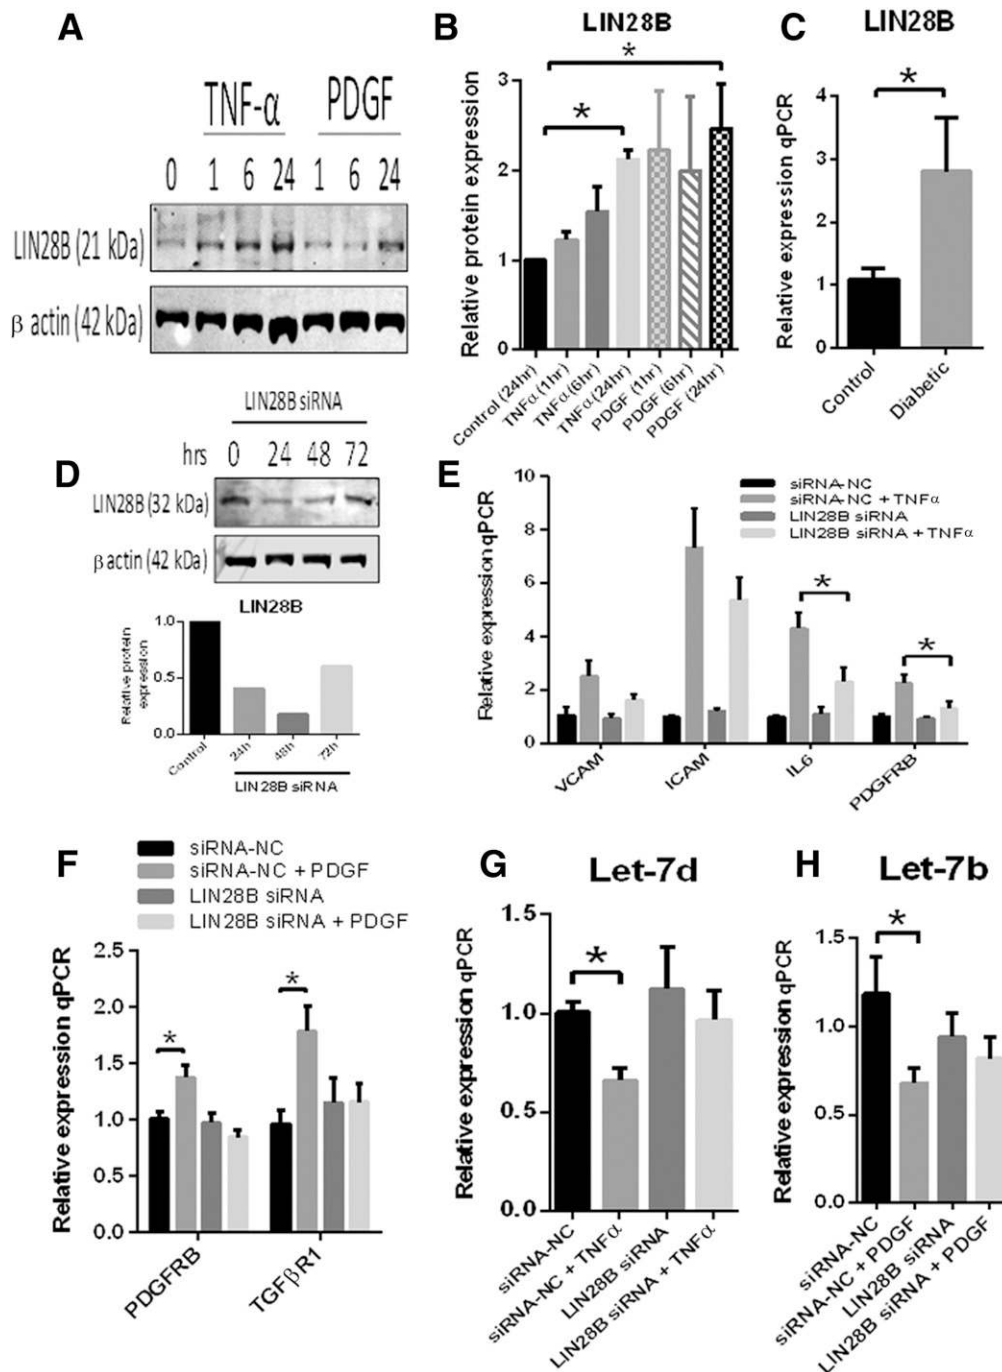 A
TNF-α PDGF
0 1 6 24 1 6 24
LIN28B (21 kDa)
β actin (42 kDa)
B
LIN28B
*
*
Relative protein expression
3
2
1
0
Control (24hr)
TNFα (1hr)
TNFα (6hr)
TNFα (24hr)
PDGF (1hr)
PDGF (6hr)
PDGF (24hr)
C
LIN28B
*
Relative expression qPCR
4
3
2
1
0
Control
Diabetic
D
LIN28B siRNA
hrs 0 24 48 72
LIN28B (32 kDa)
β actin (42 kDa)
LIN28B
Relative protein
expression
1.0
0.5
0.0
Control
24h
48h
72h
LIN28B siRNA
E
siRNA-NC
siRNA-NC + TNFα
LIN28B siRNA
LIN28B siRNA + TNFα
Relative expression qPCR
10
8
6
4
2
0
*
*
VCAM
ICAM
IL6
PDGFRB
F
siRNA-NC
siRNA-NC + PDGF
LIN28B siRNA
LIN28B siRNA + PDGF
Relative expression qPCR
2.5
2.0
1.5
1.0
0.5
0.0
*
*
PDGFRB
TGFβR1
G
Let-7d
*
Relative expression qPCR
1.5
1.0
0.5
0.0
siRNA-NC
siRNA-NC + TNFα
LIN28B siRNA
LIN28B siRNA + TNFα
H
Let-7b
*
Relative expression qPCR
1.5
1.0
0.5
0.0
siRNA-NC
siRNA-NC + PDGF
LIN28B siRNA
LIN28B siRNA + PDGF